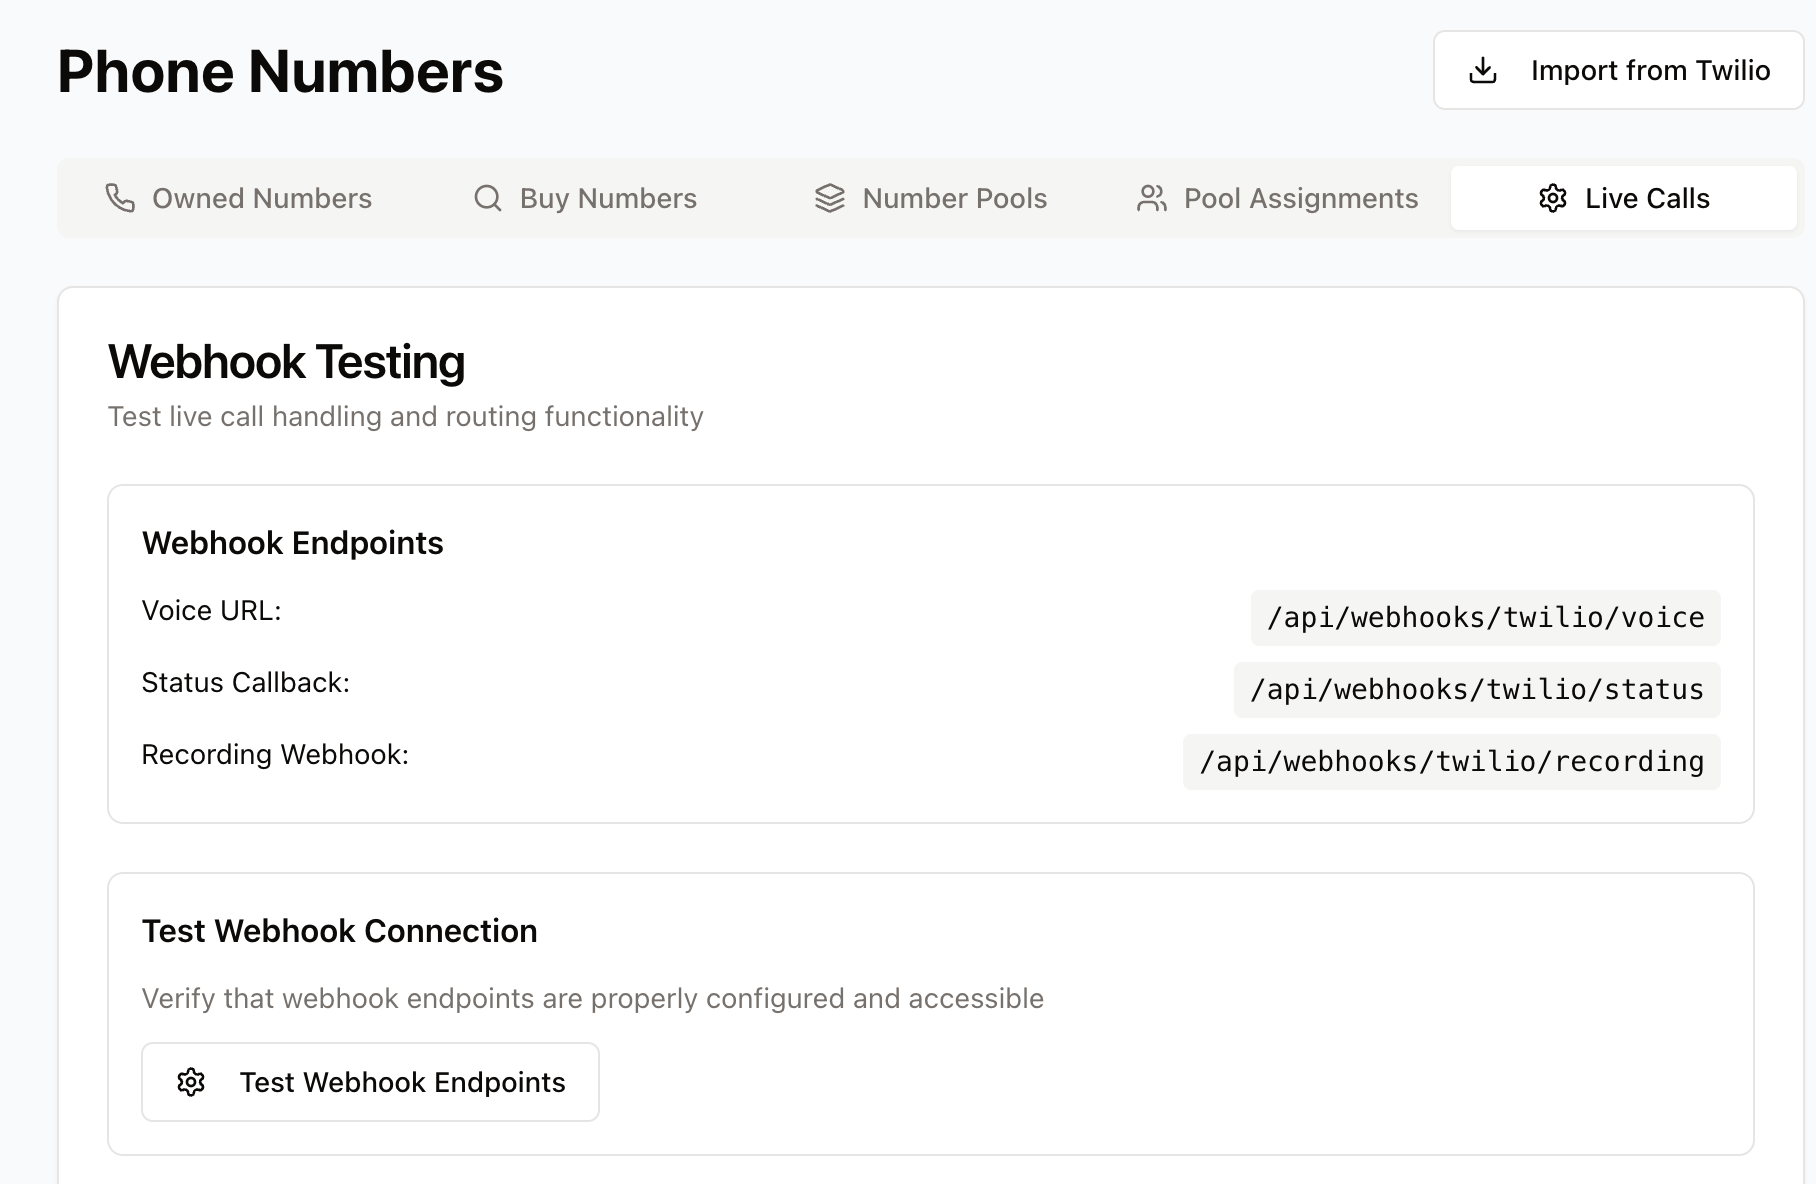 Phone Numbers
Import from Twilio
Owned Numbers
Buy Numbers
Number Pools
Pool Assignments
Live Calls
Webhook Testing
Test live call handling and routing functionality
Webhook Endpoints
Voice URL:
/api/webhooks/twilio/voice
Status Callback:
/api/webhooks/twilio/status
Recording Webhook:
/api/webhooks/twilio/recording
Test Webhook Connection
Verify that webhook endpoints are properly configured and accessible
Test Webhook Endpoints